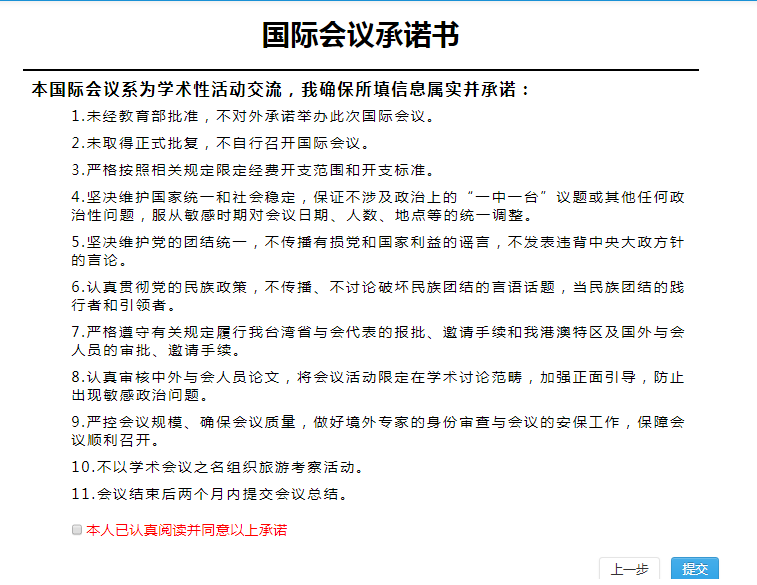 国际会议承诺书
本国际会议系为学术性活动交流，我确保所填信息属实并承诺：
1.未经教育部批准，不对外承诺举办此次国际会议。
2.未取得正式批复，不自行召开国际会议。
3.严格按照相关规定限定经费开支范围和开支标准。
4.坚决维护国家统一和社会稳定，保证不涉及政治上的“一中一台”议题或其他任何政
治性问题，服从敏感时期对会议日期、人数、地点等的统一调整。
5.坚决维护党的团结统一，不传播有损党和国家利益的谣言，不发表违背中央大政方针
的言论。
6.认真贯彻党的民族政策，不传播、不讨论破坏民族团结的言语话题，当民族团结的践
行者和引领者。
7.严格遵守有关规定履行我台湾省与会代表的报批、邀请手续和我港澳特区及国外与会
人员的审批、邀请手续。
8.认真审核中外与会人员论文，将会议活动限定在学术讨论范畴，加强正面引导，防止
出现敏感政治问题。
9.严控会议规模、确保会议质量，做好境外专家的身份审查与会议的安保工作，保障会
议顺利召开。
10.不以学术会议之名组织旅游考察活动。
11.会议结束后两个月内提交会议总结。
本人已认真阅读并同意以上承诺
上一步 提交